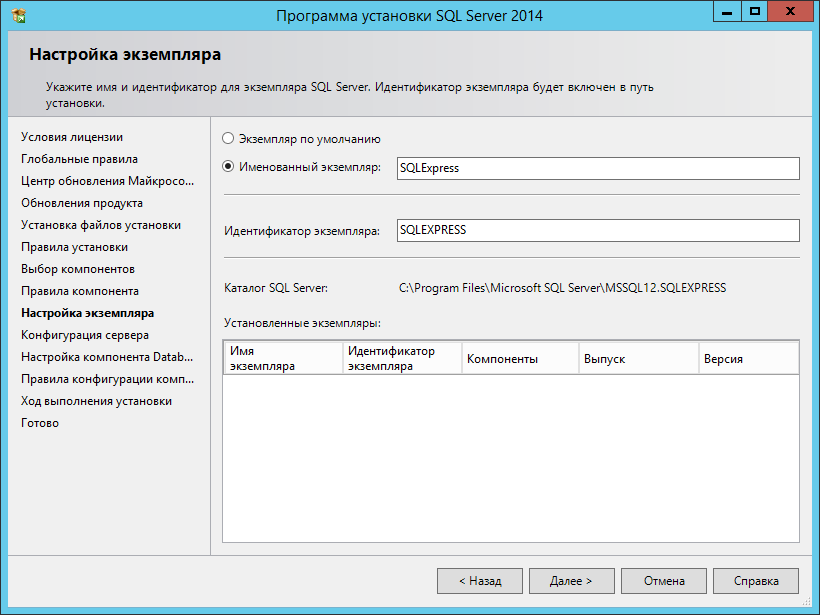 Программа установки SQL Server 2014
Настройка экземпляра
Укажите имя и идентификатор для экземпляра SQL Server. Идентификатор экземпляра будет включен в путь
установки.
Условия лицензии
Глобальные правила
Центр обновления Майкросо...
Обновления продукта
Установка файлов установки
Правила установки
Выбор компонентов
Правила компонента
Настройка экземпляра
Конфигурация сервера
Настройка компонента Datab...
Правила конфигурации комп...
Ход выполнения установки
Готово
Экземпляр по умолчанию
Именованный экземпляр: SQLExpress
Идентификатор экземпляра: SQLEXPRESS
Каталог SQL Server: C:\Program Files\Microsoft SQL Server\MSSQL12.SQLEXPRESS
Установленные экземпляры:
Имя экземпляра Идентификатор экземпляра Компоненты Выпуск Версия
< Назад Далее > Отмена Справка